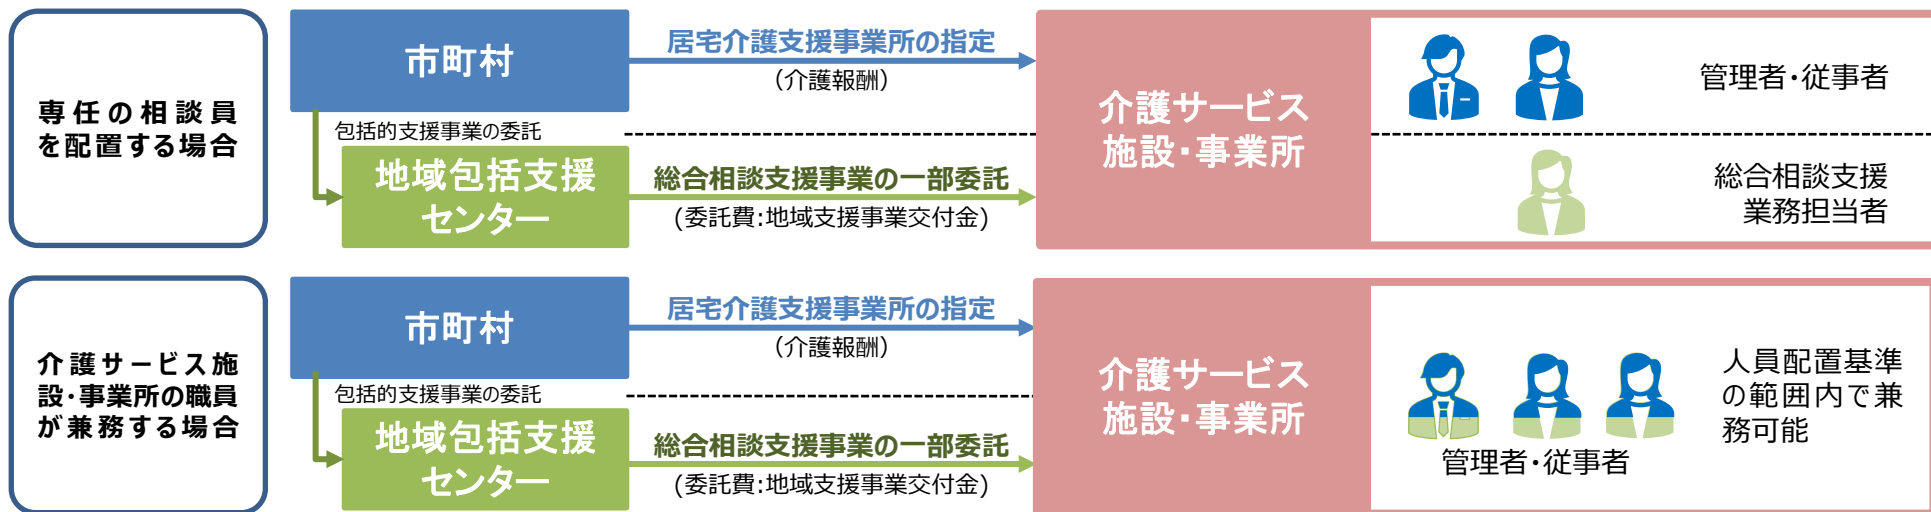 専任の相談員
を配置する場合
市町村
居宅介護支援事業所の指定
（介護報酬）
包括的支援事業の委託
地域包括支援
センター
総合相談支援事業の一部委託
(委託費:地域支援事業交付金)
介護サービス
施設・事業所
管理者・従事者
総合相談支援
業務担当者
介護サービス施
設・事業所の職員
が兼務する場合
市町村
居宅介護支援事業所の指定
（介護報酬）
包括的支援事業の委託
地域包括支援
センター
総合相談支援事業の一部委託
(委託費:地域支援事業交付金)
介護サービス
施設・事業所
管理者・従事者
人員配置基準
の範囲内で兼
務可能